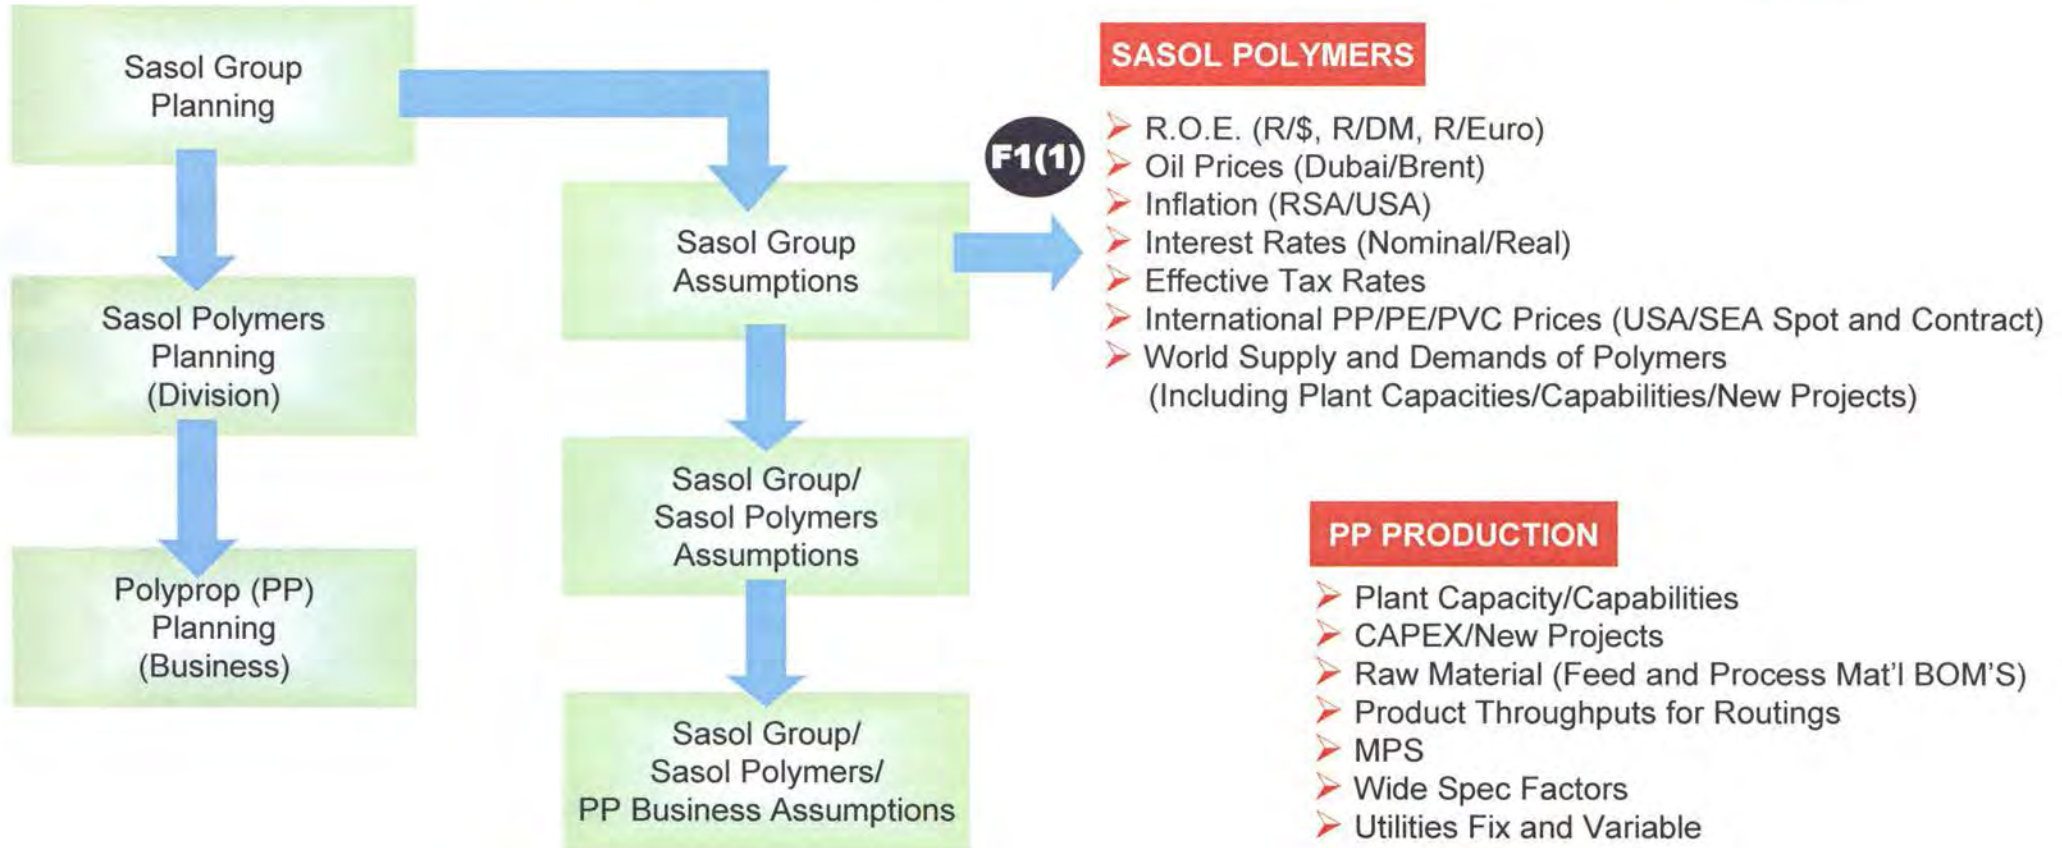 Sasol Group
Planning
Sasol Polymers
Planning
(Division)
Polyprop (PP)
Planning
(Business)
Sasol Group
Assumptions
Sasol Group/
Sasol Polymers
Assumptions
Sasol Group/
Sasol Polymers/
PP Business Assumptions
F1(1)
SASOL POLYMERS
R.O.E. (R/$, R/DM, R/Euro)
Oil Prices (Dubai/Brent)
Inflation (RSA/USA)
Interest Rates (Nominal/Real)
Effective Tax Rates
International PP/PE/PVC Prices (USA/SEA Spot and Contract)
World Supply and Demands of Polymers
(Including Plant Capacities/Capabilities/New Projects)
PP PRODUCTION
Plant Capacity/Capabilities
CAPEX/New Projects
Raw Material (Feed and Process Mat'l BOM'S)
Product Throughputs for Routings
MPS
Wide Spec Factors
Utilities Fix and Variable